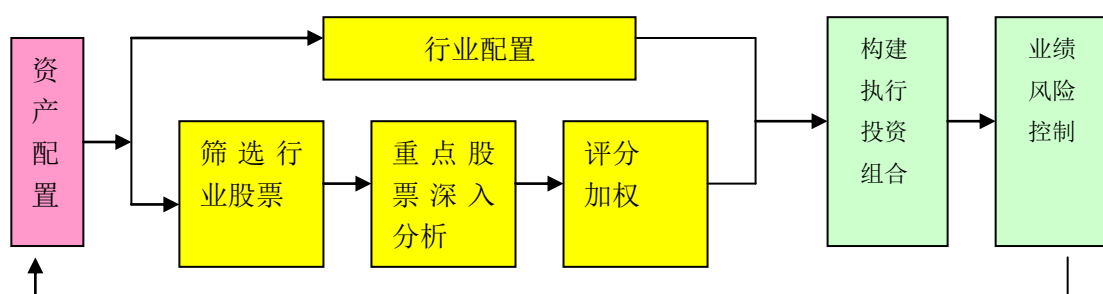 资
产
配
置
行业配置
筛选行
业股票
重点股
票深入
分析
评分
加权
构建
执行
投资
组合
业绩
风险
控制